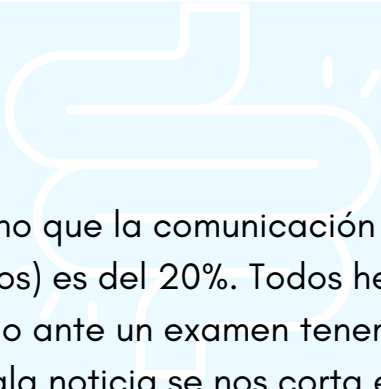 no que la comunicación
os) es del 20%. Todos he
o ante un examen tener
ala noticia se nos corta e